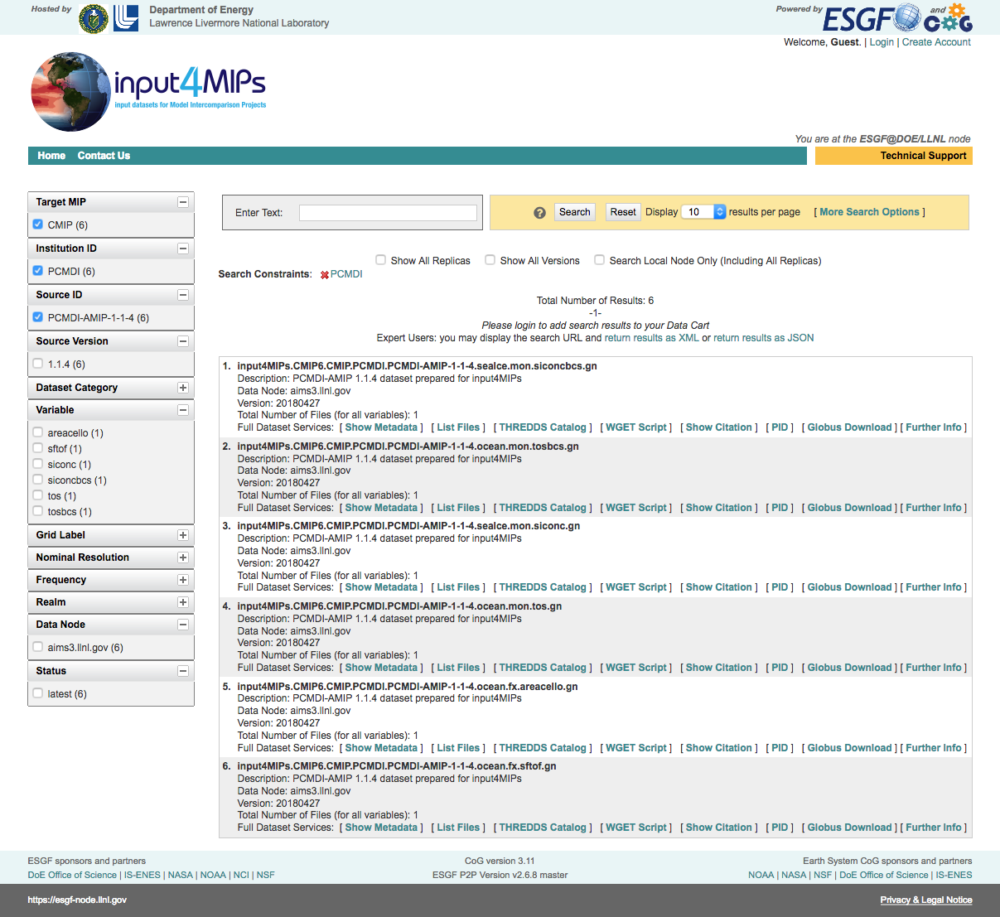 Hosted by
Department of Energy
Lawrence Livermore National Laboratory
Powered by ESGF and CoG
Welcome, Guest. | Login | Create Account
input4MIPs
input datasets for Model Intercomparison Projects
You are at the ESGF@DOE/LLNL node
Home Contact Us
Technical Support
Target MIP
CMIP (6)
Institution ID
PCMDI (6)
Source ID
PCMDI-AMIP-1-1-4 (6)
Source Version
1.1.4 (6)
Dataset Category
Variable
areacello (1)
sftof (1)
siconc (1)
siconcbcs (1)
tos (1)
tosbcs (1)
Grid Label
Nominal Resolution
Frequency
Realm
Data Node
aims3.llnl.gov (6)
Status
latest (6)
Enter Text:
? Search Reset Display 10 results per page [ More Search Options ]
Show All Replicas Show All Versions Search Local Node Only (Including All Replicas)
Search Constraints: PCMDI
Total Number of Results: 6
-1-
Please login to add search results to your Data Cart
Expert Users: you may display the search URL and return results as XML or return results as JSON
1. input4MIPs.CMIP6.CMIP.PCMDI.PCMDI-AMIP-1-1-4.seaIce.mon.siconcbcs.gn
Description: PCMDI-AMIP 1.1.4 dataset prepared for input4MIPs
Data Node: aims3.llnl.gov
Version: 20180427
Total Number of Files (for all variables): 1
Full Dataset Services: [ Show Metadata ] [ List Files ] [ THREDDS Catalog ] [ WGET Script ] [ Show Citation ] [ PID ] [ Globus Download ] [ Further Info ]
2. input4MIPs.CMIP6.CMIP.PCMDI.PCMDI-AMIP-1-1-4.ocean.mon.tosbcs.gn
Description: PCMDI-AMIP 1.1.4 dataset prepared for input4MIPs
Data Node: aims3.llnl.gov
Version: 20180427
Total Number of Files (for all variables): 1
Full Dataset Services: [ Show Metadata ] [ List Files ] [ THREDDS Catalog ] [ WGET Script ] [ Show Citation ] [ PID ] [ Globus Download ] [ Further Info ]
3. input4MIPs.CMIP6.CMIP.PCMDI.PCMDI-AMIP-1-1-4.seaIce.mon.siconc.gn
Description: PCMDI-AMIP 1.1.4 dataset prepared for input4MIPs
Data Node: aims3.llnl.gov
Version: 20180427
Total Number of Files (for all variables): 1
Full Dataset Services: [ Show Metadata ] [ List Files ] [ THREDDS Catalog ] [ WGET Script ] [ Show Citation ] [ PID ] [ Globus Download ] [ Further Info ]
4. input4MIPs.CMIP6.CMIP.PCMDI.PCMDI-AMIP-1-1-4.ocean.mon.tos.gn
Description: PCMDI-AMIP 1.1.4 dataset prepared for input4MIPs
Data Node: aims3.llnl.gov
Version: 20180427
Total Number of Files (for all variables): 1
Full Dataset Services: [ Show Metadata ] [ List Files ] [ THREDDS Catalog ] [ WGET Script ] [ Show Citation ] [ PID ] [ Globus Download ] [ Further Info ]
5. input4MIPs.CMIP6.CMIP.PCMDI.PCMDI-AMIP-1-1-4.ocean.fx.areacello.gn
Description: PCMDI-AMIP 1.1.4 dataset prepared for input4MIPs
Data Node: aims3.llnl.gov
Version: 20180427
Total Number of Files (for all variables): 1
Full Dataset Services: [ Show Metadata ] [ List Files ] [ THREDDS Catalog ] [ WGET Script ] [ Show Citation ] [ PID ] [ Globus Download ] [ Further Info ]
6. input4MIPs.CMIP6.CMIP.PCMDI.PCMDI-AMIP-1-1-4.ocean.fx.sftof.gn
Description: PCMDI-AMIP 1.1.4 dataset prepared for input4MIPs
Data Node: aims3.llnl.gov
Version: 20180427
Total Number of Files (for all variables): 1
Full Dataset Services: [ Show Metadata ] [ List Files ] [ THREDDS Catalog ] [ WGET Script ] [ Show Citation ] [ PID ] [ Globus Download ] [ Further Info ]
ESGF sponsors and partners
DoE Office of Science | IS-ENES | NASA | NOAA | NCI | NSF
CoG version 3.11
ESGF P2P Version v2.6.8 master
Earth System CoG sponsors and partners
NOAA | NASA | NSF | DoE Office of Science | IS-ENES
https://esgf-node.llnl.gov
Privacy & Legal Notice